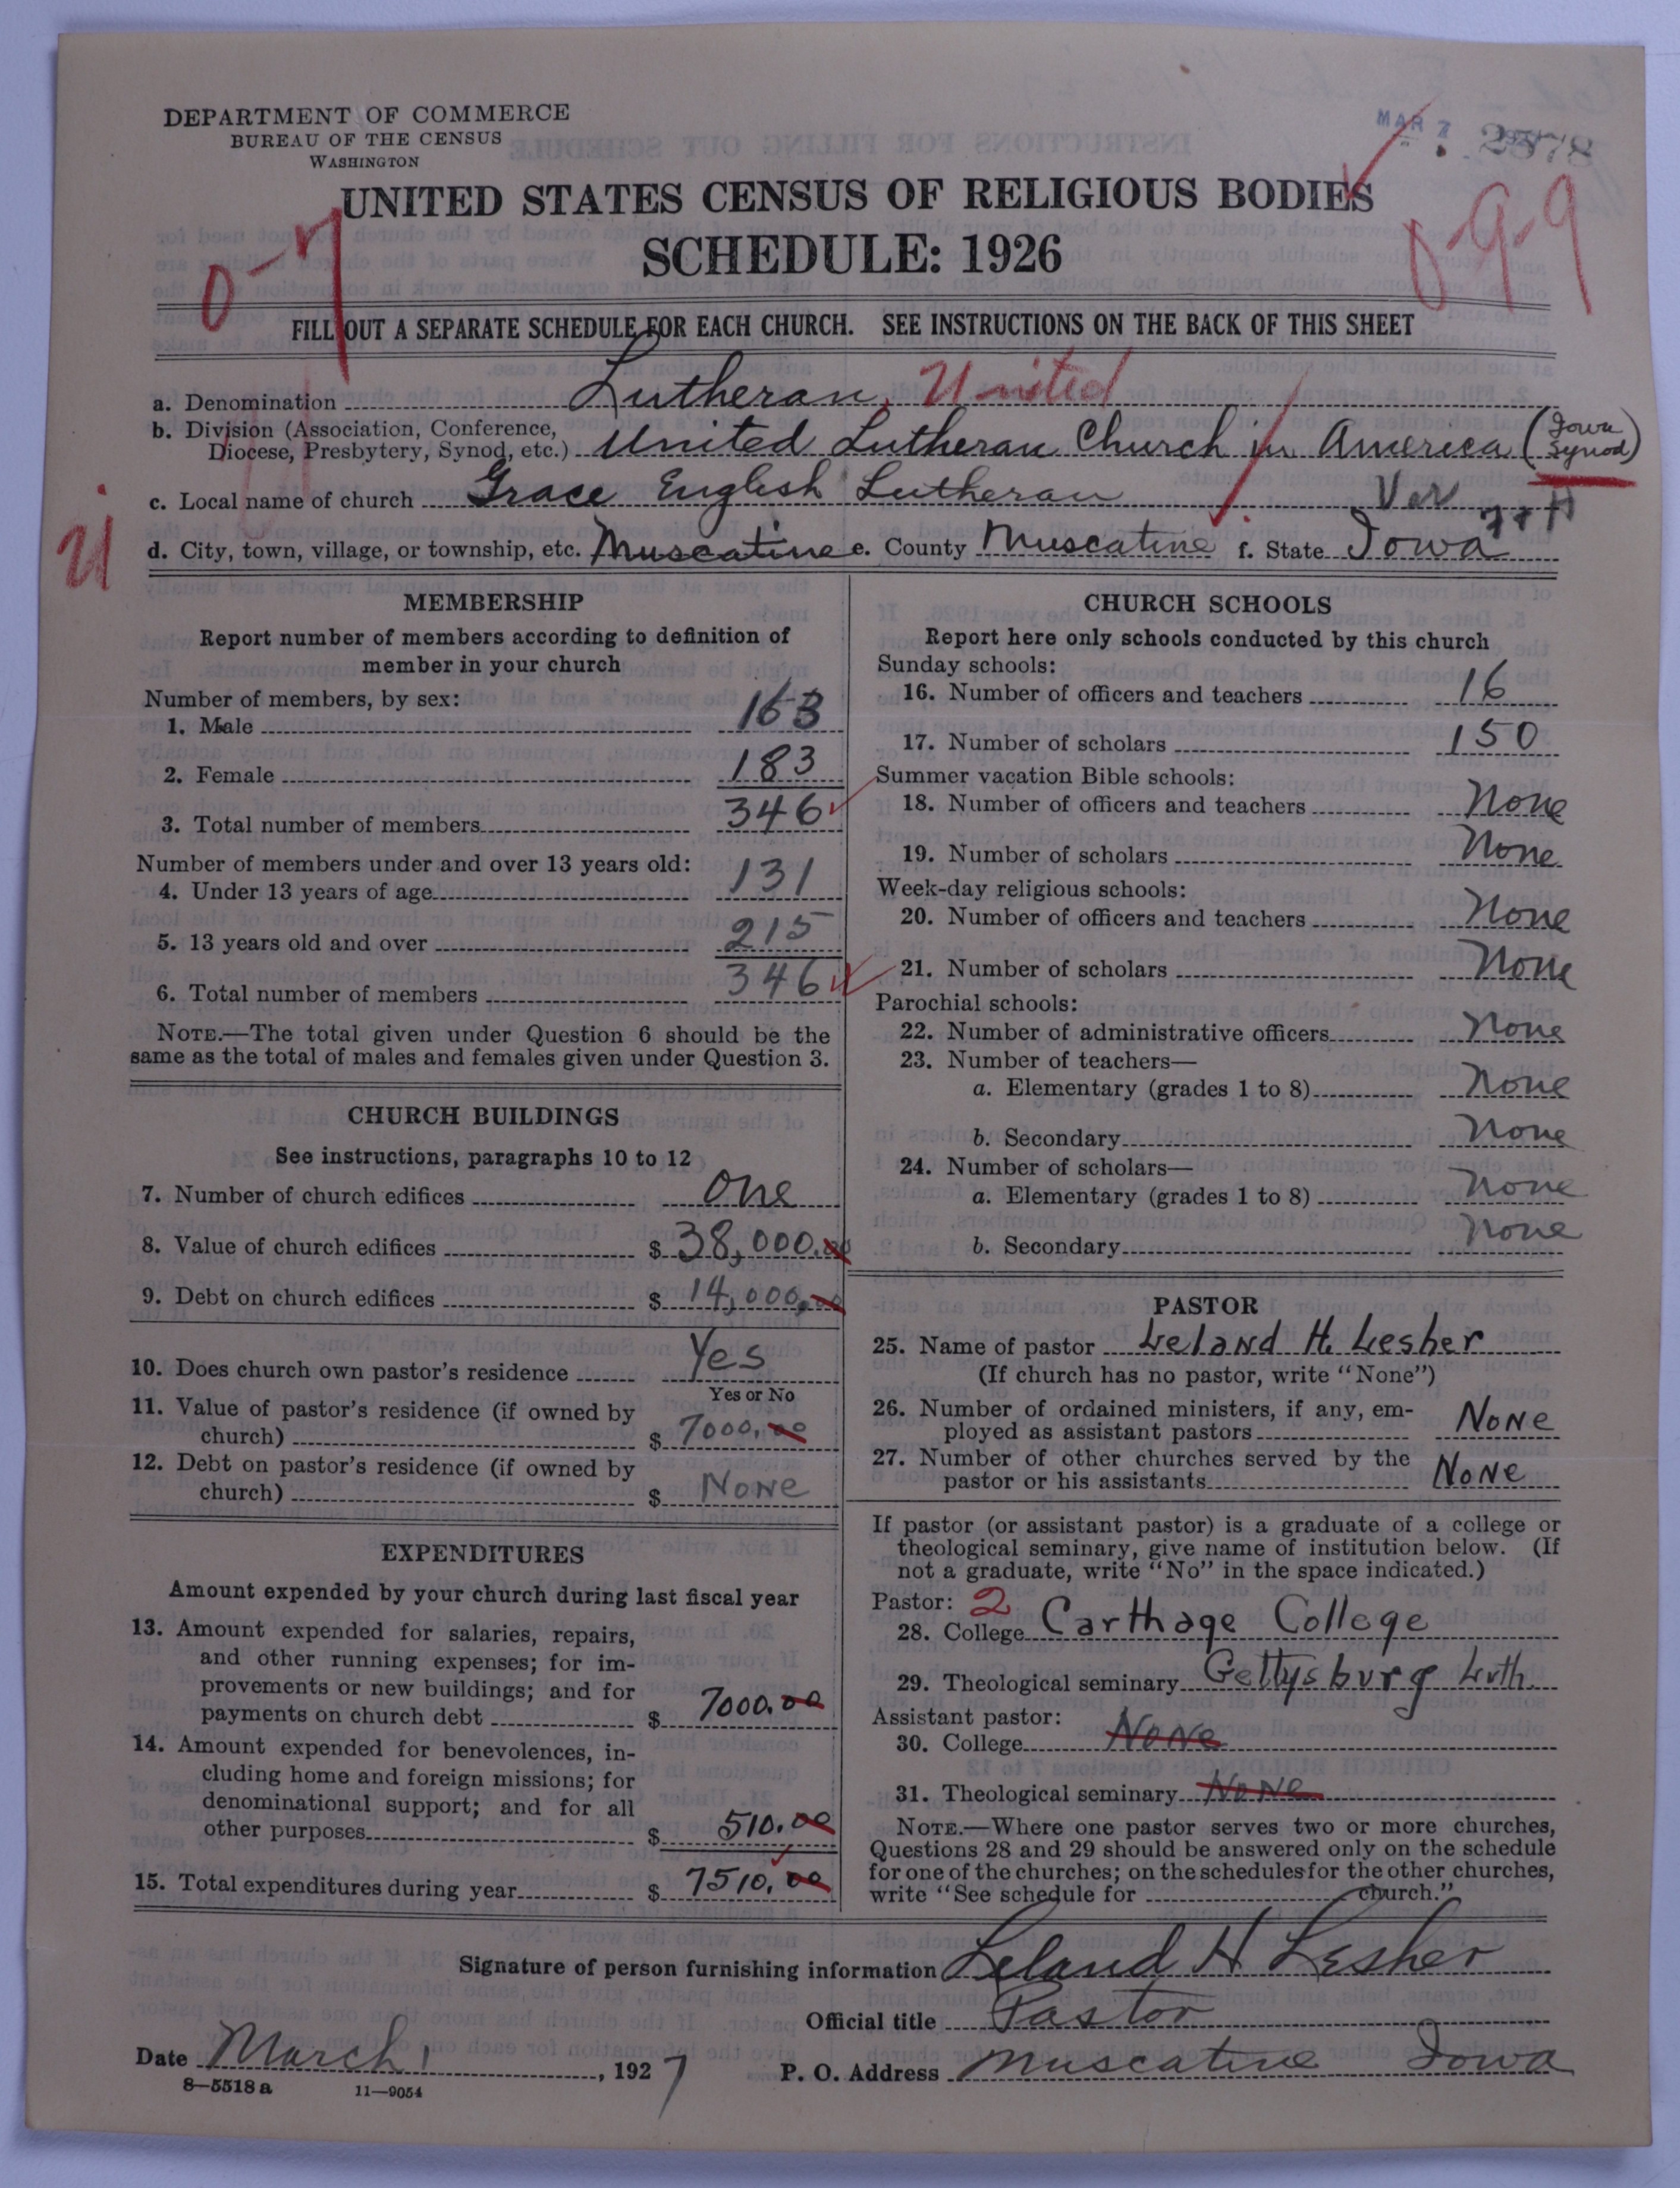 DEPARTMENT OF COMMERCE
BUREAU OF THE CENSUS
WASHINGTON
MAR 7
2878
UNITED STATES CENSUS OF RELIGIOUS BODIES
SCHEDULE: 1926
0-7
0-9-9
FILL OUT A SEPARATE SCHEDULE FOR EACH CHURCH. SEE INSTRUCTIONS ON THE BACK OF THIS SHEET
a. Denomination Lutheran, United
b. Division (Association, Conference,
Diocese, Presbytery, Synod, etc.) United Lutheran Church in America (Iowa Synod)
c. Local name of church Grace English Lutheran Ver
U
d. City, town, village, or township, etc. Muscatine e. County Muscatine f. State Iowa
MEMBERSHIP
Report number of members according to definition of
member in your church
Number of members, by sex:
1. Male 163
2. Female 183
3. Total number of members 346
Number of members under and over 13 years old:
4. Under 13 years of age 131
5. 13 years old and over 215
6. Total number of members 346
NOTE.—The total given under Question 6 should be the
same as the total of males and females given under Question 3.
CHURCH BUILDINGS
See instructions, paragraphs 10 to 12
7. Number of church edifices One
8. Value of church edifices $ 38,000.00
9. Debt on church edifices $ 14,000.00
10. Does church own pastor's residence Yes
Yes or No
11. Value of pastor's residence (if owned by
church) $ 7000.00
12. Debt on pastor's residence (if owned by
church) $ None
EXPENDITURES
Amount expended by your church during last fiscal year
13. Amount expended for salaries, repairs,
and other running expenses; for im-
provements or new buildings; and for
payments on church debt $ 7000.00
14. Amount expended for benevolences, in-
cluding home and foreign missions; for
denominational support; and for all
other purposes $ 510.00
15. Total expenditures during year $ 7510.00
CHURCH SCHOOLS
Report here only schools conducted by this church
Sunday schools:
16. Number of officers and teachers 16
17. Number of scholars 150
Summer vacation Bible schools:
18. Number of officers and teachers None
19. Number of scholars None
Week-day religious schools:
20. Number of officers and teachers None
21. Number of scholars None
Parochial schools:
22. Number of administrative officers None
23. Number of teachers—
a. Elementary (grades 1 to 8) None
b. Secondary None
24. Number of scholars—
a. Elementary (grades 1 to 8) None
b. Secondary None
PASTOR
25. Name of pastor Leland H. Lesher
(If church has no pastor, write "None")
26. Number of ordained ministers, if any, em-
ployed as assistant pastors None
27. Number of other churches served by the
pastor or his assistants None
If pastor (or assistant pastor) is a graduate of a college or
theological seminary, give name of institution below. (If
not a graduate, write "No" in the space indicated.)
Pastor: 2
28. College Carthage College
29. Theological seminary Gettysburg Luth.
Assistant pastor:
30. College None
31. Theological seminary None
NOTE.—Where one pastor serves two or more churches,
Questions 28 and 29 should be answered only on the schedule
for one of the churches; on the schedules for the other churches,
write "See schedule for church."
Signature of person furnishing information Leland H Lesher
Official title Pastor
Date March 1, 1927 P. O. Address Muscatine Iowa
8—5518 a 11—9054